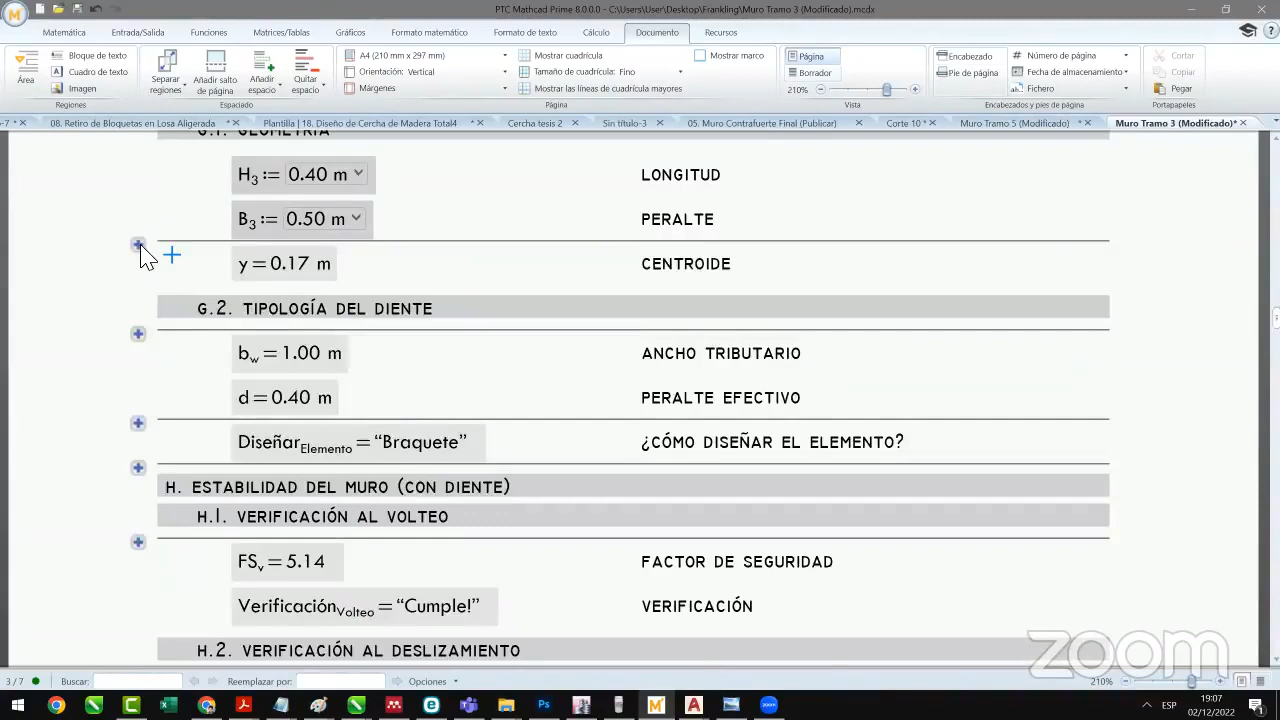 PTC Mathcad Prime 8.0.0.0 - C:\Users\User\Desktop\Frankling\Muro Tramo 3 (Modificado).mcdx
Matemática Entrada/Salida Funciones Matrices/Tablas Gráficos Formato matemático Formato de texto Cálculo Documento Recursos
Área
Bloque de texto
Cuadro de texto
Imagen
Regiones
Separar regiones
Añadir salto de página
Añadir espacio
Quitar espacio
Espaciado
A4 (210 mm x 297 mm)
Orientación: Vertical
Márgenes
Mostrar cuadrícula
Tamaño de cuadrícula: Fino
Mostrar las líneas de cuadrícula mayores
Mostrar marco
Página
Página
Borrador
210%
Vista
Encabezado
Pie de página
Número de página
Fecha de almacenamiento
Fichero
Encabezados y pies de página
Cortar
Copiar
Pegar
Portapapeles
-7 * 08. Retiro de Bloquetas en Losa Aligerada * Plantilla | 18. Diseño de Cercha de Madera Total4 Cercha tesis 2 Sin título-3 05. Muro Contrafuerte Final (Publicar) Corte 10 * Muro Tramo 5 (Modificado) * Muro Tramo 3 (Modificado)*
G.1. GEOMETRÍA
H3 := 0.40 m LONGITUD
B3 := 0.50 m PERALTE
y = 0.17 m CENTROIDE
G.2. TIPOLOGÍA DEL DIENTE
bw = 1.00 m ANCHO TRIBUTARIO
d = 0.40 m PERALTE EFECTIVO
DiseñarElemento = “Braquete” ¿CÓMO DISEÑAR EL ELEMENTO?
H. ESTABILIDAD DEL MURO (CON DIENTE)
H.1. VERIFICACIÓN AL VOLTEO
FSv = 5.14 FACTOR DE SEGURIDAD
VerificaciónVolteo = “Cumple!” VERIFICACIÓN
H.2. VERIFICACIÓN AL DESLIZAMIENTO
zoom
3 / 7 Buscar: Reemplazar por: Opciones 210%
ESP
19:07
02/12/2022